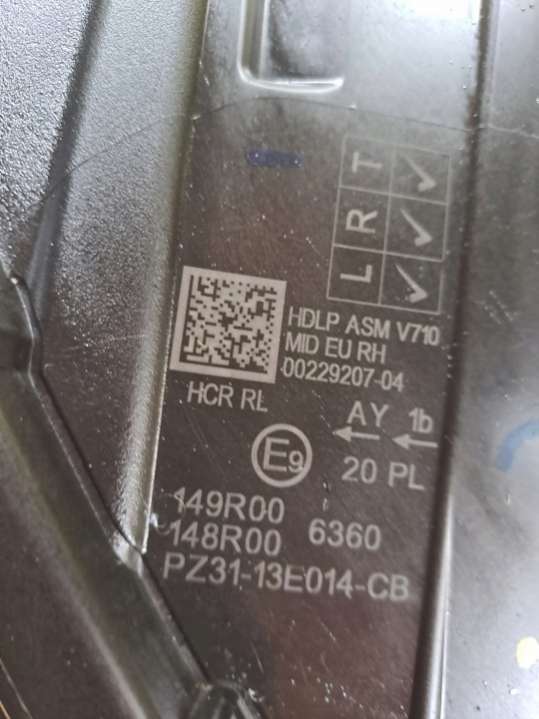 T
R
L
HDLP ASM V710
MID EU RH
00229207-04
HCR RL
AY 1b
E9
20 PL
149R00
148R00 6360
PZ31-13E014-CB